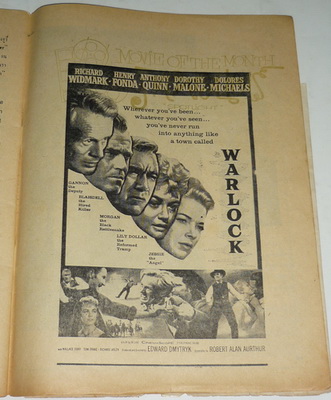 MOVIE OF THE MONTH
RICHARD WIDMARK · HENRY FONDA · ANTHONY QUINN · DOROTHY MALONE · DOLORES MICHAELS
Wherever you've been...
whatever you've seen...
you've never run
into anything like
a town called
WARLOCK
GANNON
the
Deputy
BLAISDELL
the
Hired
Killer
MORGAN
the
Black
Rattlesnake
LILY DOLLAR
the
Reformed
Tramp
JESSIE
the
"Angel"
EDWARD DMYTRYK
ROBERT ALAN AURTHUR